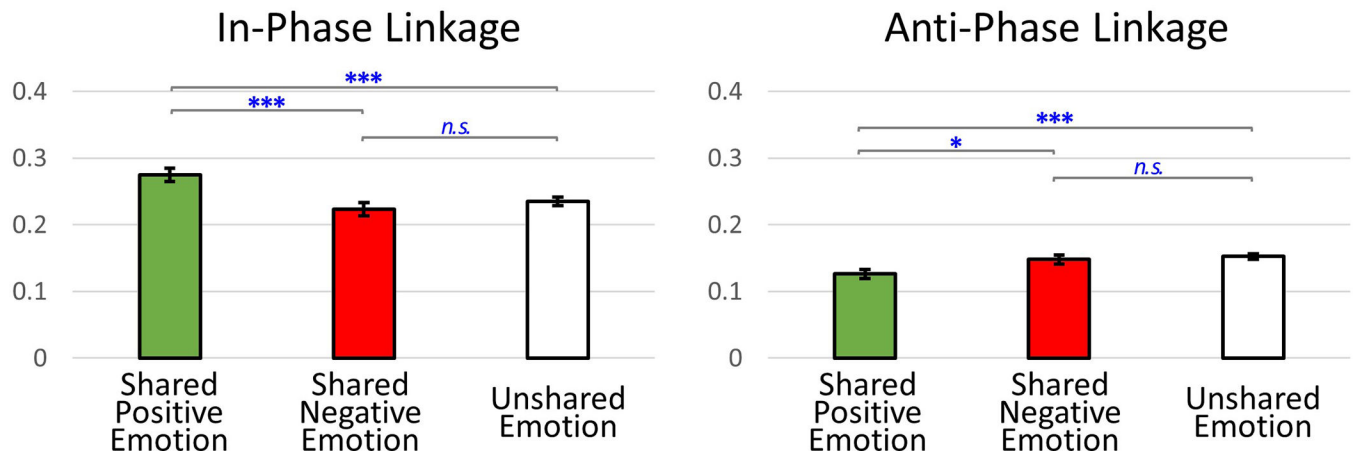 In-Phase Linkage
0.4
0.3
0.2
0.1
0
***
***
n.s.
Shared
Positive
Emotion
Shared
Negative
Emotion
Unshared
Emotion
Anti-Phase Linkage
0.4
0.3
0.2
0.1
0
***
*
n.s.
Shared
Positive
Emotion
Shared
Negative
Emotion
Unshared
Emotion